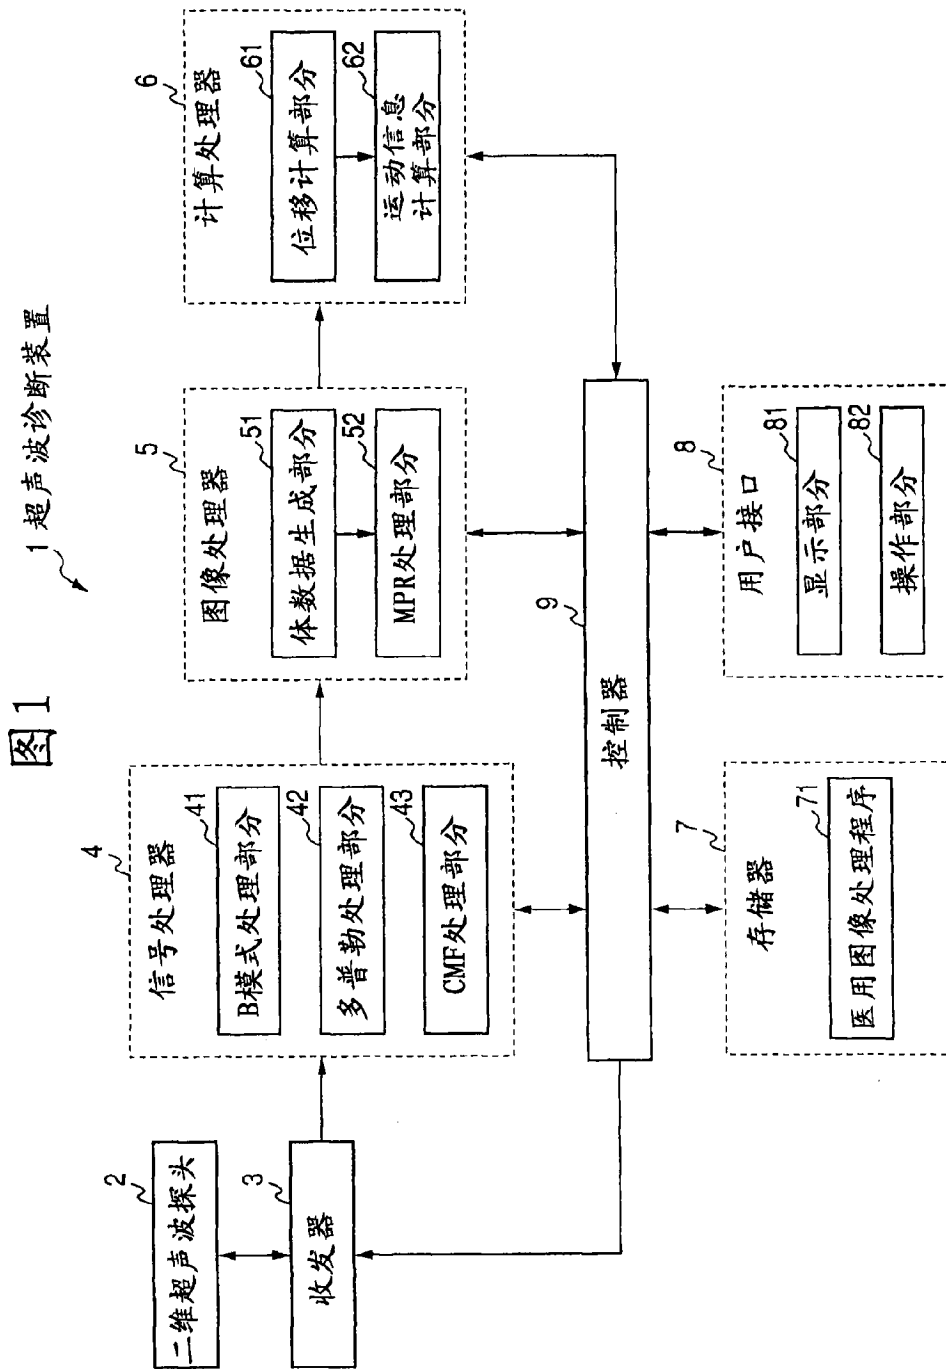 图1
1 超声波诊断装置
2
二维超声波探头
3
收发器
4
信号处理器
41
B模式处理部分
42
多普勒处理部分
43
CMF处理部分
5
图像处理器
51
体数据生成部分
52
MPR处理部分
6
计算处理器
61
位移计算部分
62
运动信息
计算部分
9
控制器
7
存储器
71
医用图像处理程序
8
用户接口
81
显示部分
82
操作部分